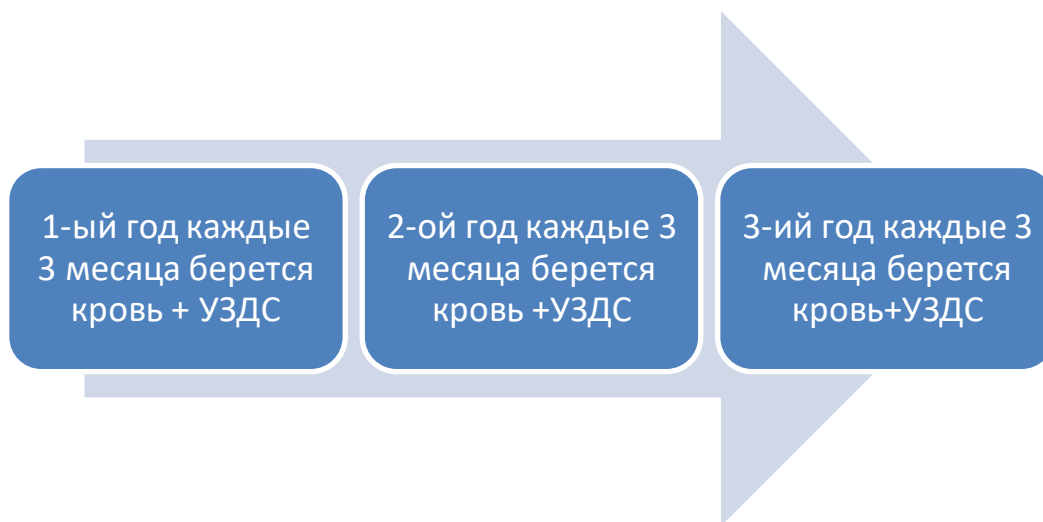 1-ый год каждые
3 месяца берется
кровь + УЗДС
2-ой год каждые 3
месяца берется
кровь +УЗДС
3-ий год каждые 3
месяца берется
кровь+УЗДС